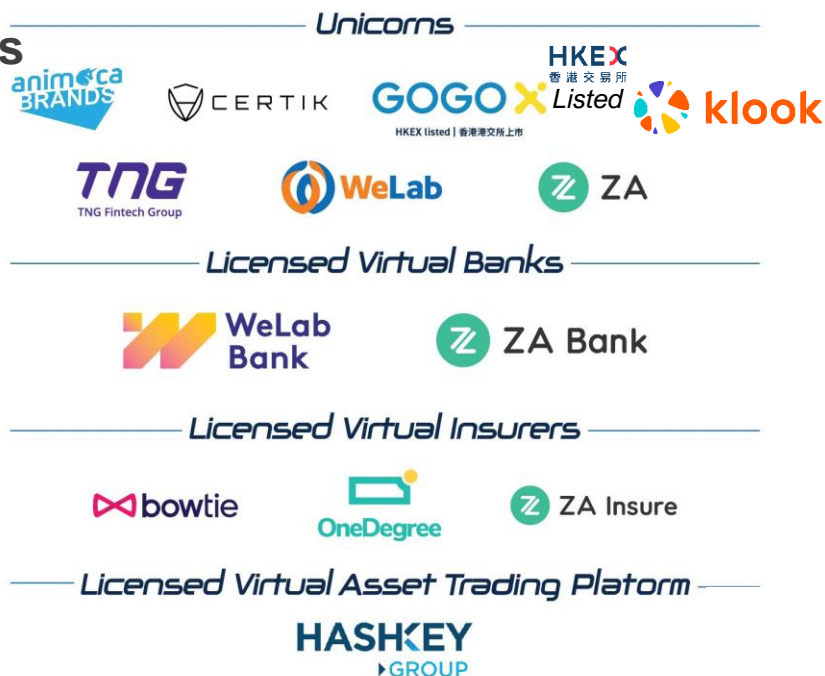 Unicorns
s
animoca
BRANDS
CERTIK
GOGOX
HKEX listed | 香港港交所上市
HKEX
香港交易所
Listed
klook
TNG
TNG Fintech Group
WeLab
ZA
Licensed Virtual Banks
WeLab
Bank
ZA Bank
Licensed Virtual Insurers
bowtie
OneDegree
ZA Insure
Licensed Virtual Asset Trading Platorm
HASHKEY
GROUP